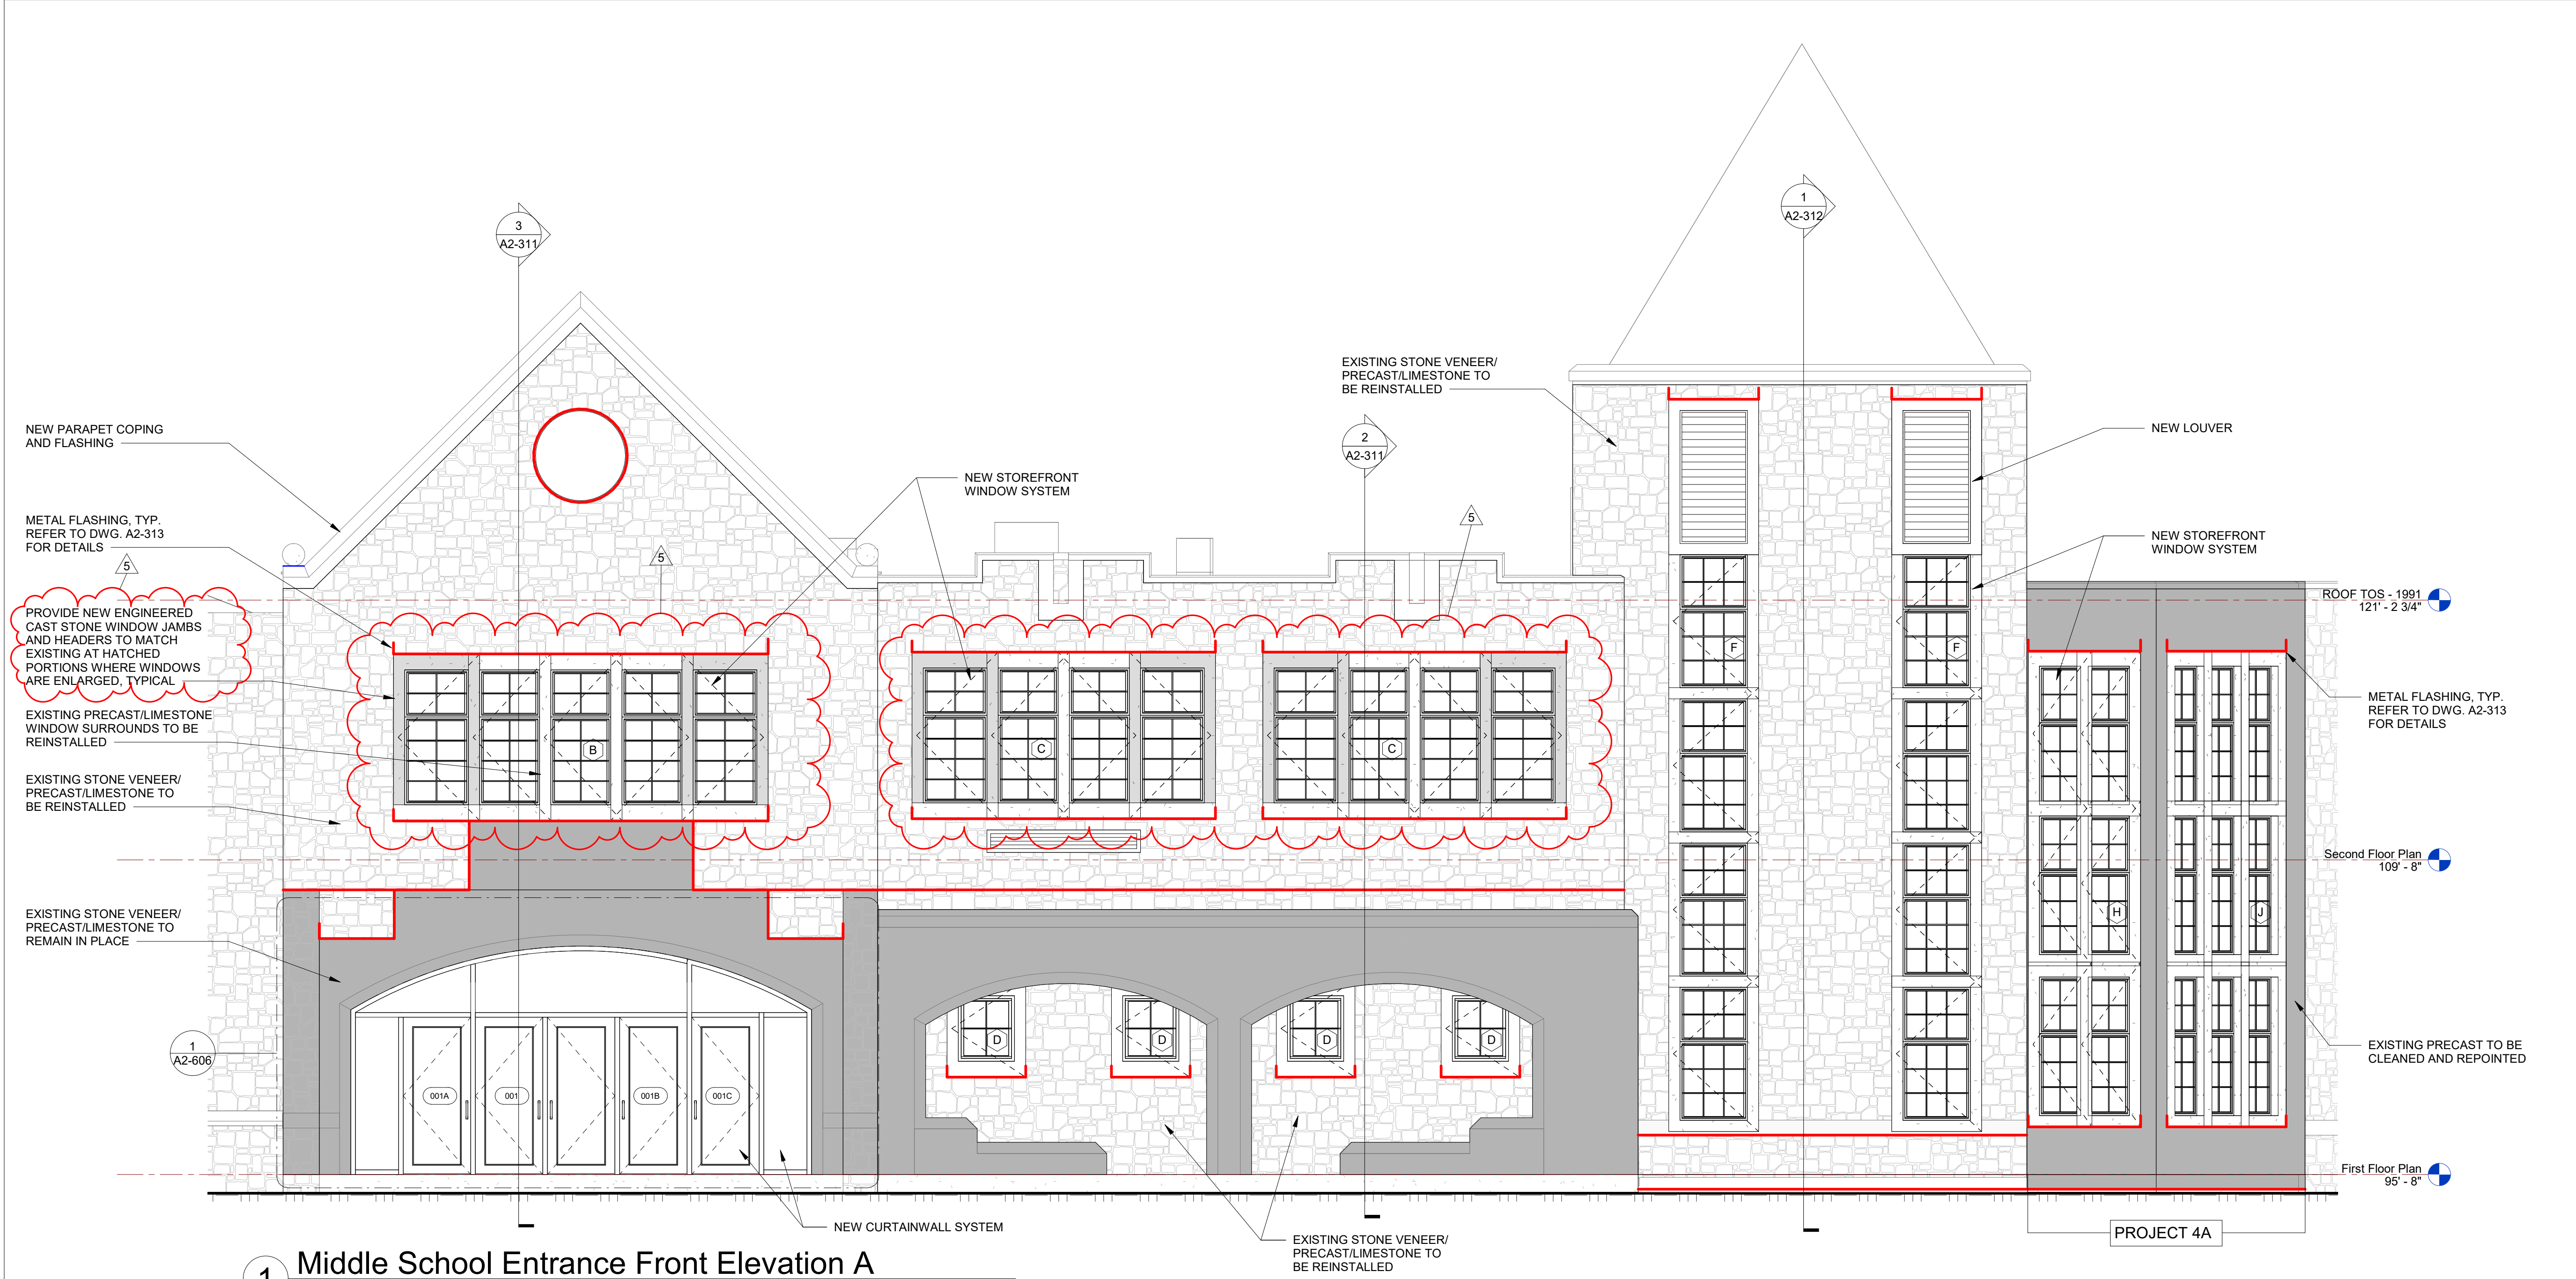 3
A2-311
1
A2-312
EXISTING STONE VENEER/
PRECAST/LIMESTONE TO
BE REINSTALLED
2
A2-311
NEW PARAPET COPING
AND FLASHING
NEW LOUVER
NEW STOREFRONT
WINDOW SYSTEM
METAL FLASHING, TYP.
REFER TO DWG. A2-313
FOR DETAILS
5
5
5
NEW STOREFRONT
WINDOW SYSTEM
PROVIDE NEW ENGINEERED
CAST STONE WINDOW JAMBS
AND HEADERS TO MATCH
EXISTING AT HATCHED
PORTIONS WHERE WINDOWS
ARE ENLARGED, TYPICAL
ROOF TOS - 1991
121' - 2 3/4"
F
F
METAL FLASHING, TYP.
REFER TO DWG. A2-313
FOR DETAILS
EXISTING PRECAST/LIMESTONE
WINDOW SURROUNDS TO BE
REINSTALLED
B
C
C
EXISTING STONE VENEER/
PRECAST/LIMESTONE TO
BE REINSTALLED
Second Floor Plan
109' - 8"
EXISTING STONE VENEER/
PRECAST/LIMESTONE TO
REMAIN IN PLACE
H
J
1
A2-606
D
D
D
D
EXISTING PRECAST TO BE
CLEANED AND REPOINTED
001A
001
001B
001C
First Floor Plan
95' - 8"
NEW CURTAINWALL SYSTEM
EXISTING STONE VENEER/
PRECAST/LIMESTONE TO
BE REINSTALLED
PROJECT 4A
1
Middle School Entrance Front Elevation A